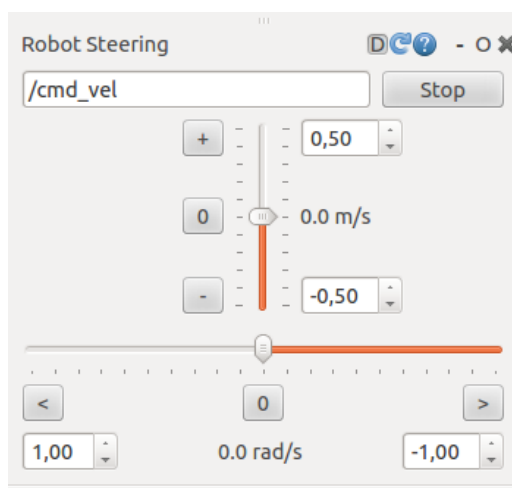 Robot Steering D ? - O ✖
/cmd_vel Stop
+ 0,50
0 0.0 m/s
- -0,50
< 0 >
1,00 0.0 rad/s -1,00